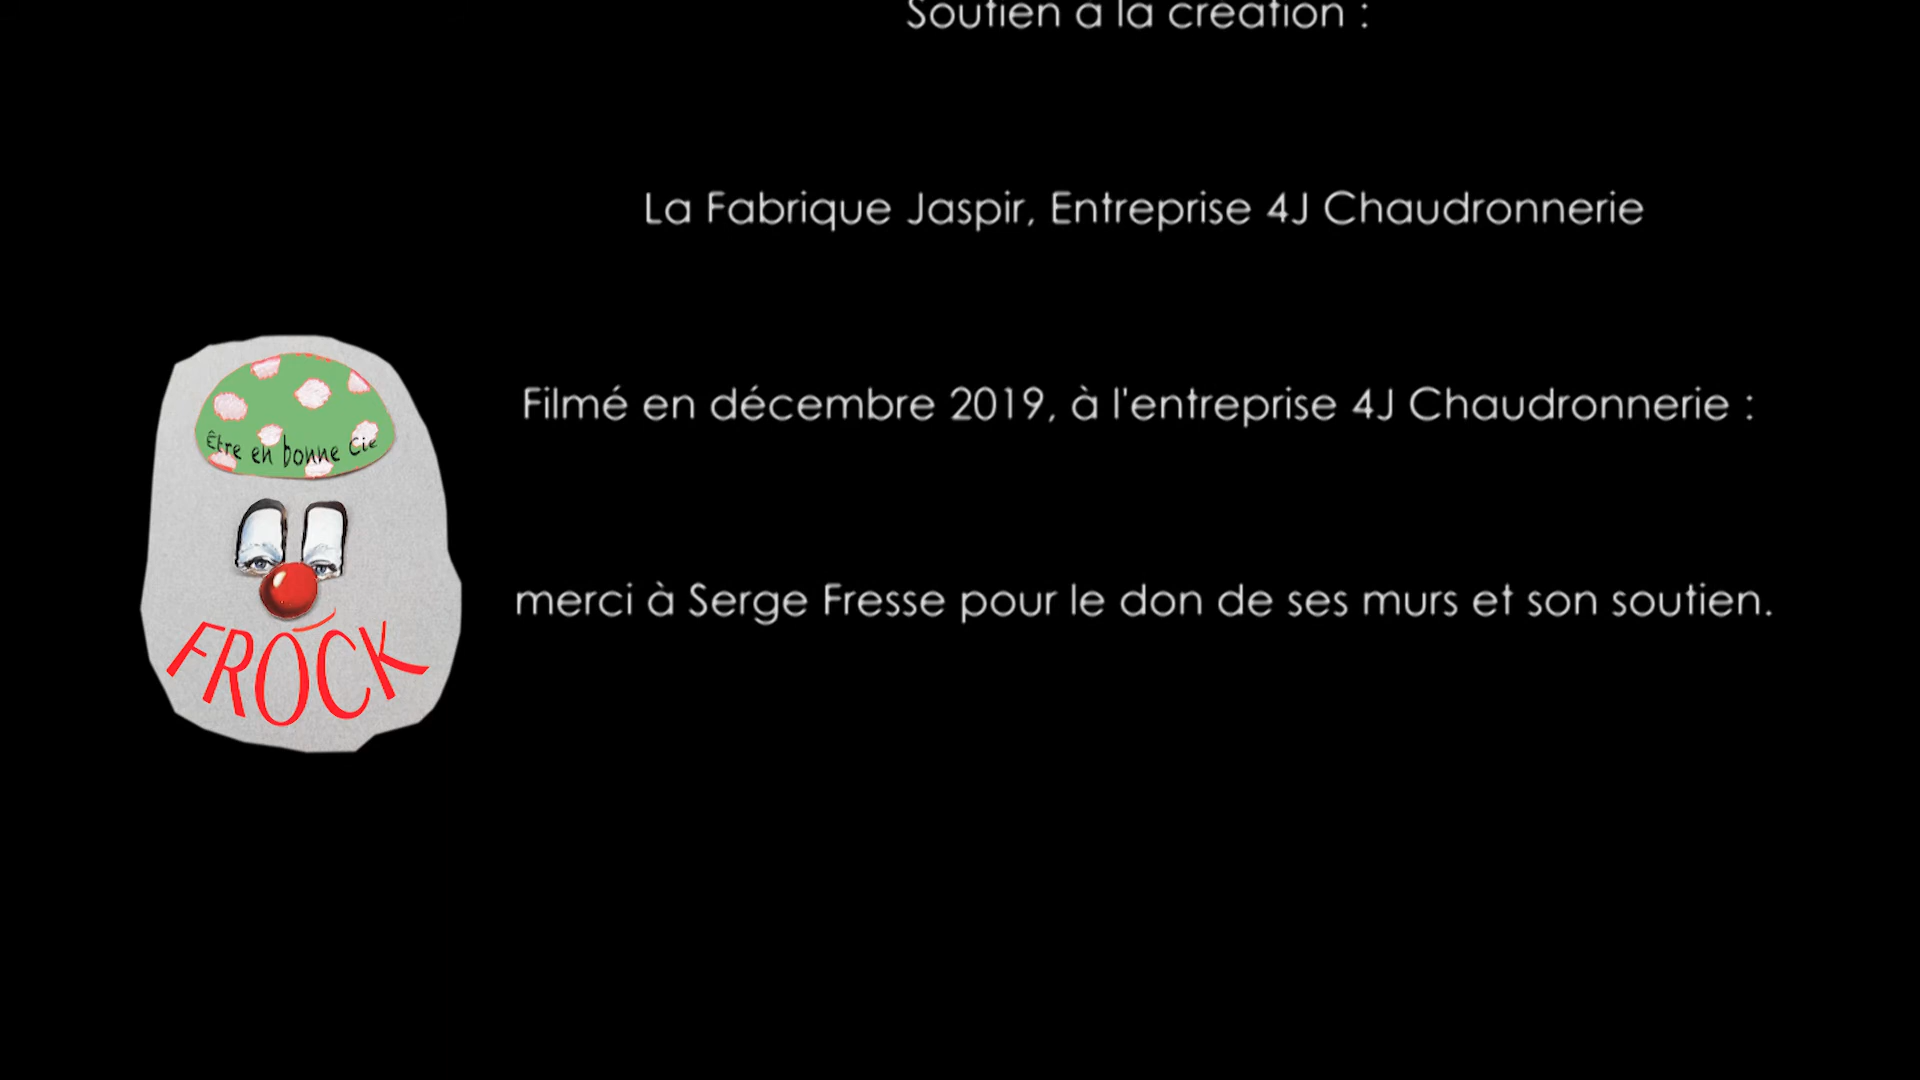 Soutien à la création :
La Fabrique Jaspir, Entreprise 4J Chaudronnerie
Filmé en décembre 2019, à l'entreprise 4J Chaudronnerie :
merci à Serge Fresse pour le don de ses murs et son soutien.
Être en bonne Cie
FROCK